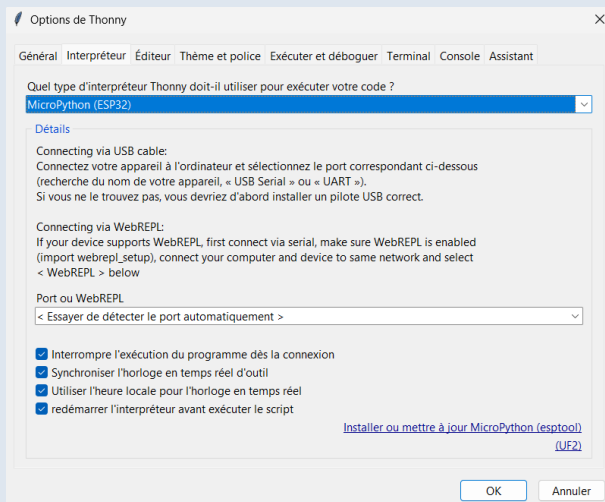 Options de Thonny
Général Interpréteur Éditeur Thème et police Exécuter et déboguer Terminal Console Assistant
Quel type d'interpréteur Thonny doit-il utiliser pour exécuter votre code ?
MicroPython (ESP32)
Détails
Connecting via USB cable:
Connectez votre appareil à l'ordinateur et sélectionnez le port correspondant ci-dessous
(recherche du nom de votre appareil, « USB Serial » ou « UART »).
Si vous ne le trouvez pas, vous devriez d'abord installer un pilote USB correct.
Connecting via WebREPL:
If your device supports WebREPL, first connect via serial, make sure WebREPL is enabled
(import webrepl_setup), connect your computer and device to same network and select
< WebREPL > below
Port ou WebREPL
< Essayer de détecter le port automatiquement >
Interrompre l'exécution du programme dès la connexion
Synchroniser l'horloge en temps réel d'outil
Utiliser l'heure locale pour l'horloge en temps réel
redémarrer l'interpréteur avant exécuter le script
Installer ou mettre à jour MicroPython (esptool)
(UF2)
OK Annuler